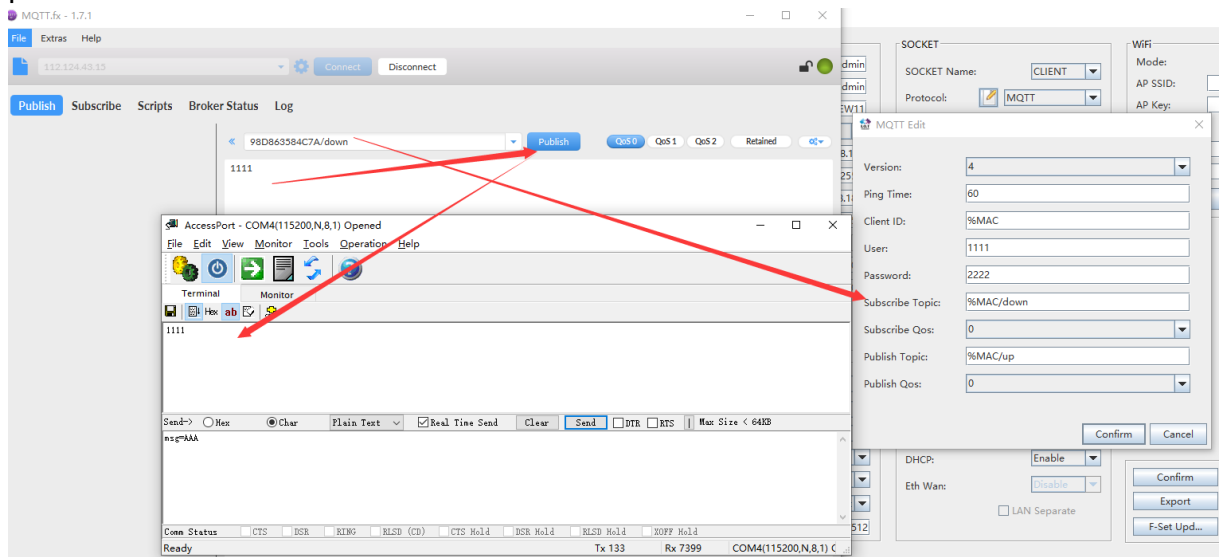 MQTT.fx - 1.7.1
File Extras Help
112.124.43.15 Connect Disconnect
Publish Subscribe Scripts Broker Status Log
98D863584C7A/down Publish QoS 0 QoS 1 QoS 2 Retained
1111
AccessPort - COM4(115200,N,8,1) Opened
File Edit View Monitor Tools Operation Help
Terminal Monitor
Hex ab
1111
Send-> Hex Char Plain Text Real Time Send Clear Send DTR RTS | Max Size < 64KB
msg=AAA
Comm Status CTS DSR RING RLSD (CD) CTS Hold DSR Hold RLSD Hold XOFF Hold
Ready Tx 133 Rx 7399 COM4(115200,N,8,1) C
dmin
dmin
EW11
SOCKET
SOCKET Name: CLIENT
Protocol: MQTT
WiFi
Mode:
AP SSID:
AP Key:
MQTT Edit
Version: 4
Ping Time: 60
Client ID: %MAC
User: 1111
Password: 2222
Subscribe Topic: %MAC/down
Subscribe Qos: 0
Publish Topic: %MAC/up
Publish Qos: 0
Confirm Cancel
DHCP: Enable
Eth Wan: Disable
LAN Separate
512
Confirm
Export
F-Set Upd...